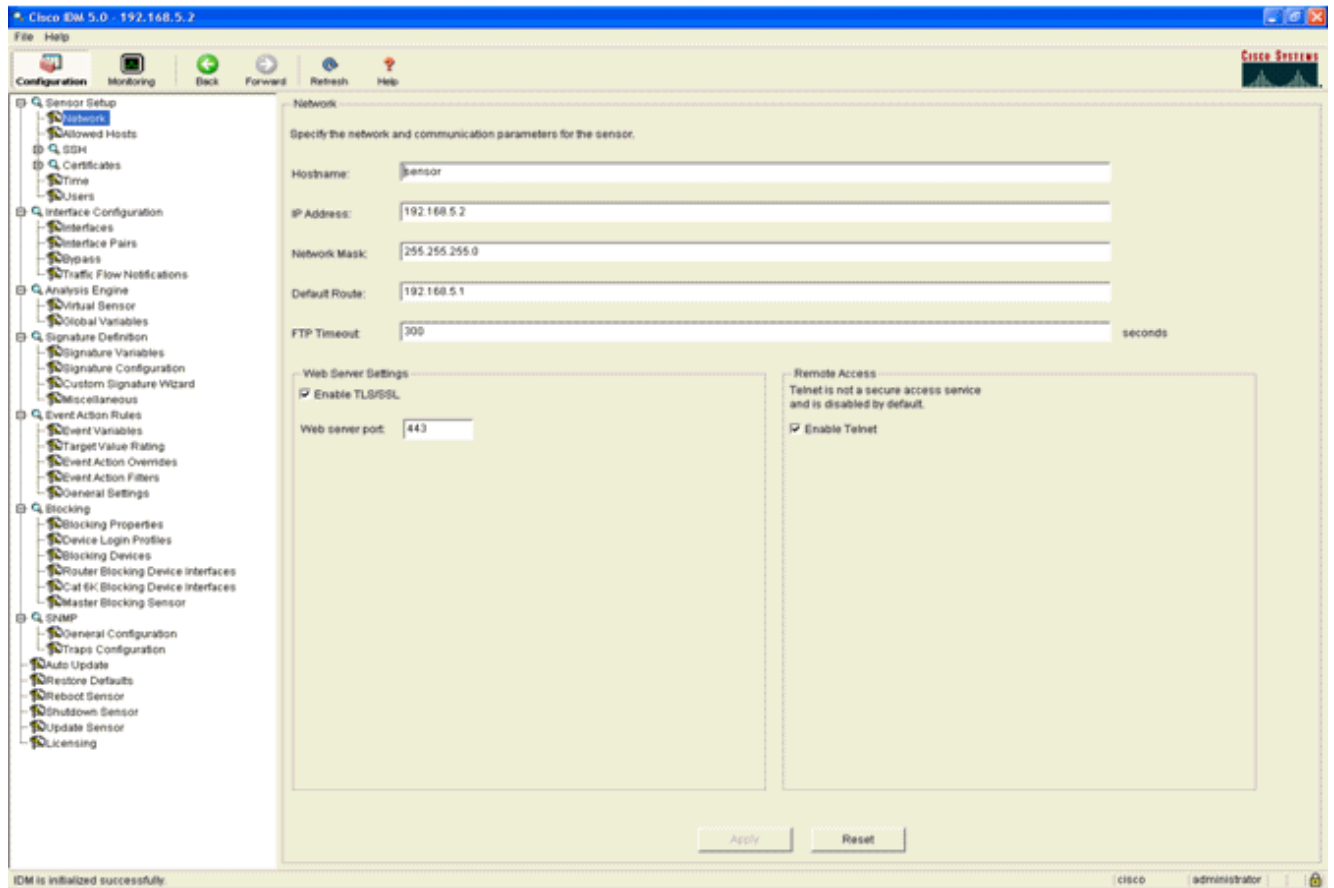 Cisco IDM 5.0 - 192.168.5.2
File Help
Configuration Monitoring Back Forward Refresh Help
CISCO SYSTEMS
Sensor Setup
Network
Allowed Hosts
SSH
Certificates
Time
Users
Interface Configuration
Interfaces
Interface Pairs
Bypass
Traffic Flow Notifications
Analysis Engine
Virtual Sensor
Global Variables
Signature Definition
Signature Variables
Signature Configuration
Custom Signature Wizard
Miscellaneous
Event Action Rules
Event Variables
Target Value Rating
Event Action Overrides
Event Action Filters
General Settings
Blocking
Blocking Properties
Device Login Profiles
Blocking Devices
Router Blocking Device Interfaces
Cat 6K Blocking Device Interfaces
Master Blocking Sensor
SNMP
General Configuration
Traps Configuration
Auto Update
Restore Defaults
Reboot Sensor
Shutdown Sensor
Update Sensor
Licensing
Network
Specify the network and communication parameters for the sensor.
Hostname: sensor
IP Address: 192.168.5.2
Network Mask: 255.255.255.0
Default Route: 192.168.5.1
FTP Timeout: 300 seconds
Web Server Settings
Enable TLS/SSL
Web server port: 443
Remote Access
Telnet is not a secure access service
and is disabled by default.
Enable Telnet
Apply Reset
IDM is initialized successfully. cisco administrator